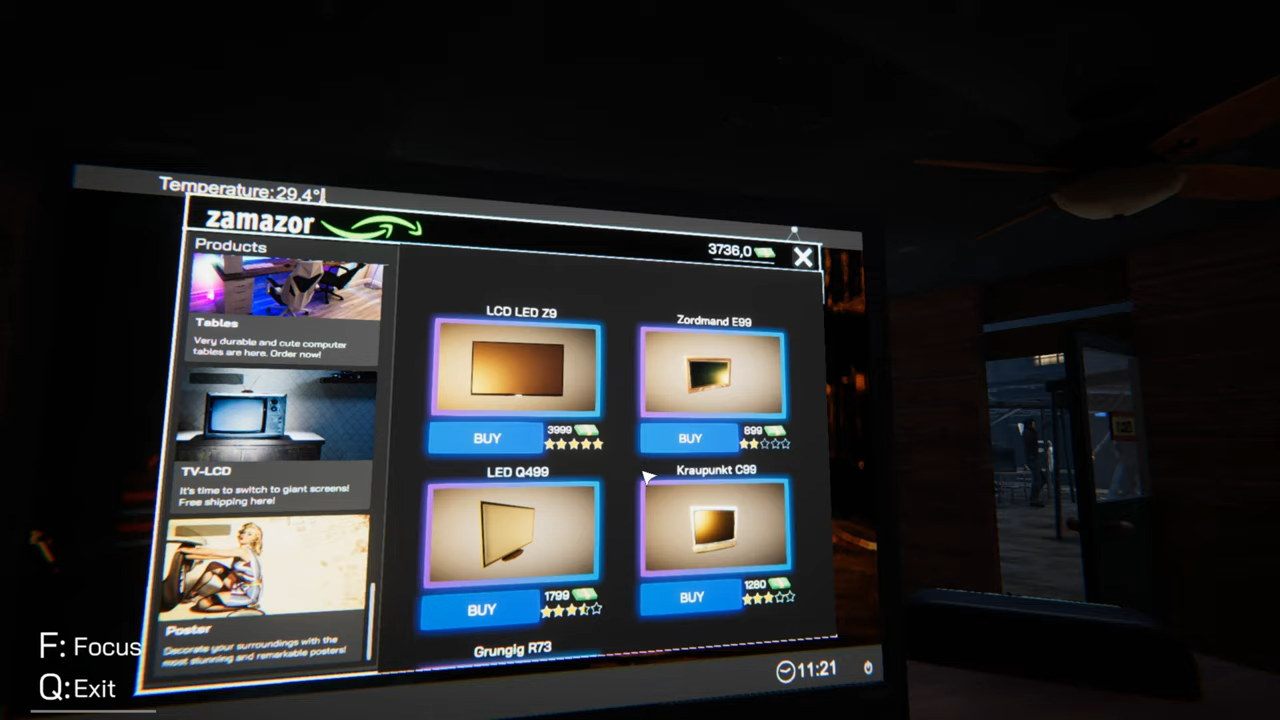 Temperature:29.4°
zamazor
3736,0
X
Products
Tables
Very durable and cute computer
tables are here. Order now!
TV-LCD
It's time to switch to giant screens!
Free shipping here!
Poster
Decorate your surroundings with the
most stunning and remarkable posters!
LCD LED Z9
BUY
3999
Zordmand E99
BUY
899
LED Q499
BUY
1799
Kraupunkt C99
BUY
1280
Grungig R73
11:21
F: Focus
Q:Exit